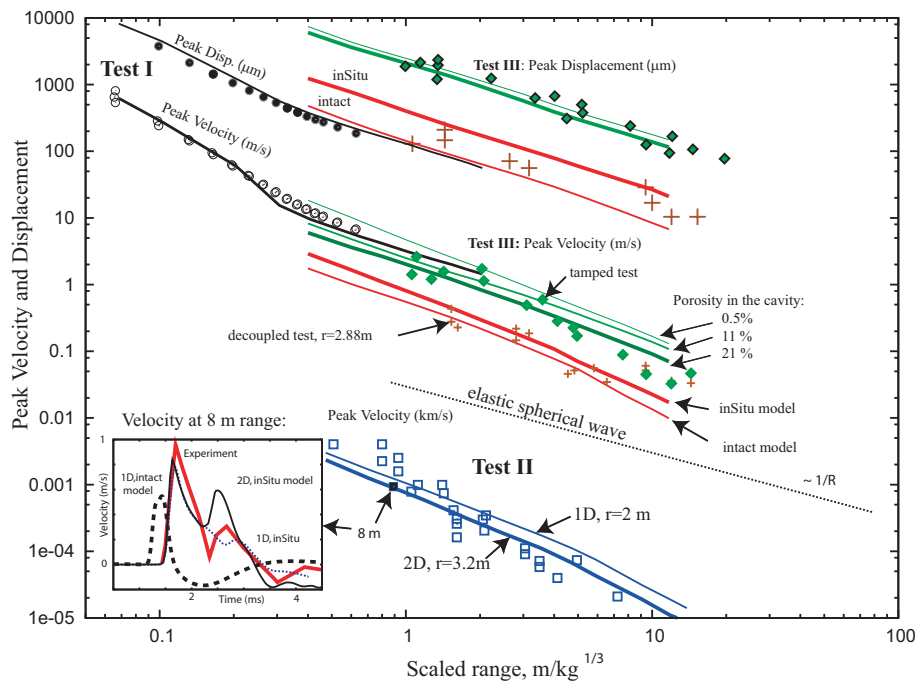 10000
1000
100
10
1
0.1
0.01
0.001
1e-04
1e-05
Peak Velocity and Displacement
0.1
1
10
100
Scaled range, m/kg 1/3
Test I
Peak Disp. (μm)
Peak Velocity (m/s)
inSitu
intact
Test III: Peak Displacement (μm)
Test III: Peak Velocity (m/s)
tamped test
Porosity in the cavity:
0.5%
11 %
21 %
decoupled test, r=2.88m
inSitu model
intact model
elastic spherical wave
~ 1/R
Velocity at 8 m range:
Peak Velocity (km/s)
Test II
1D, r=2 m
2D, r=3.2m
8 m
1
0
Velocity (m/s)
1D,intact
model
Experiment
2D, inSitu model
1D, inSitu
2
4
Time (ms)